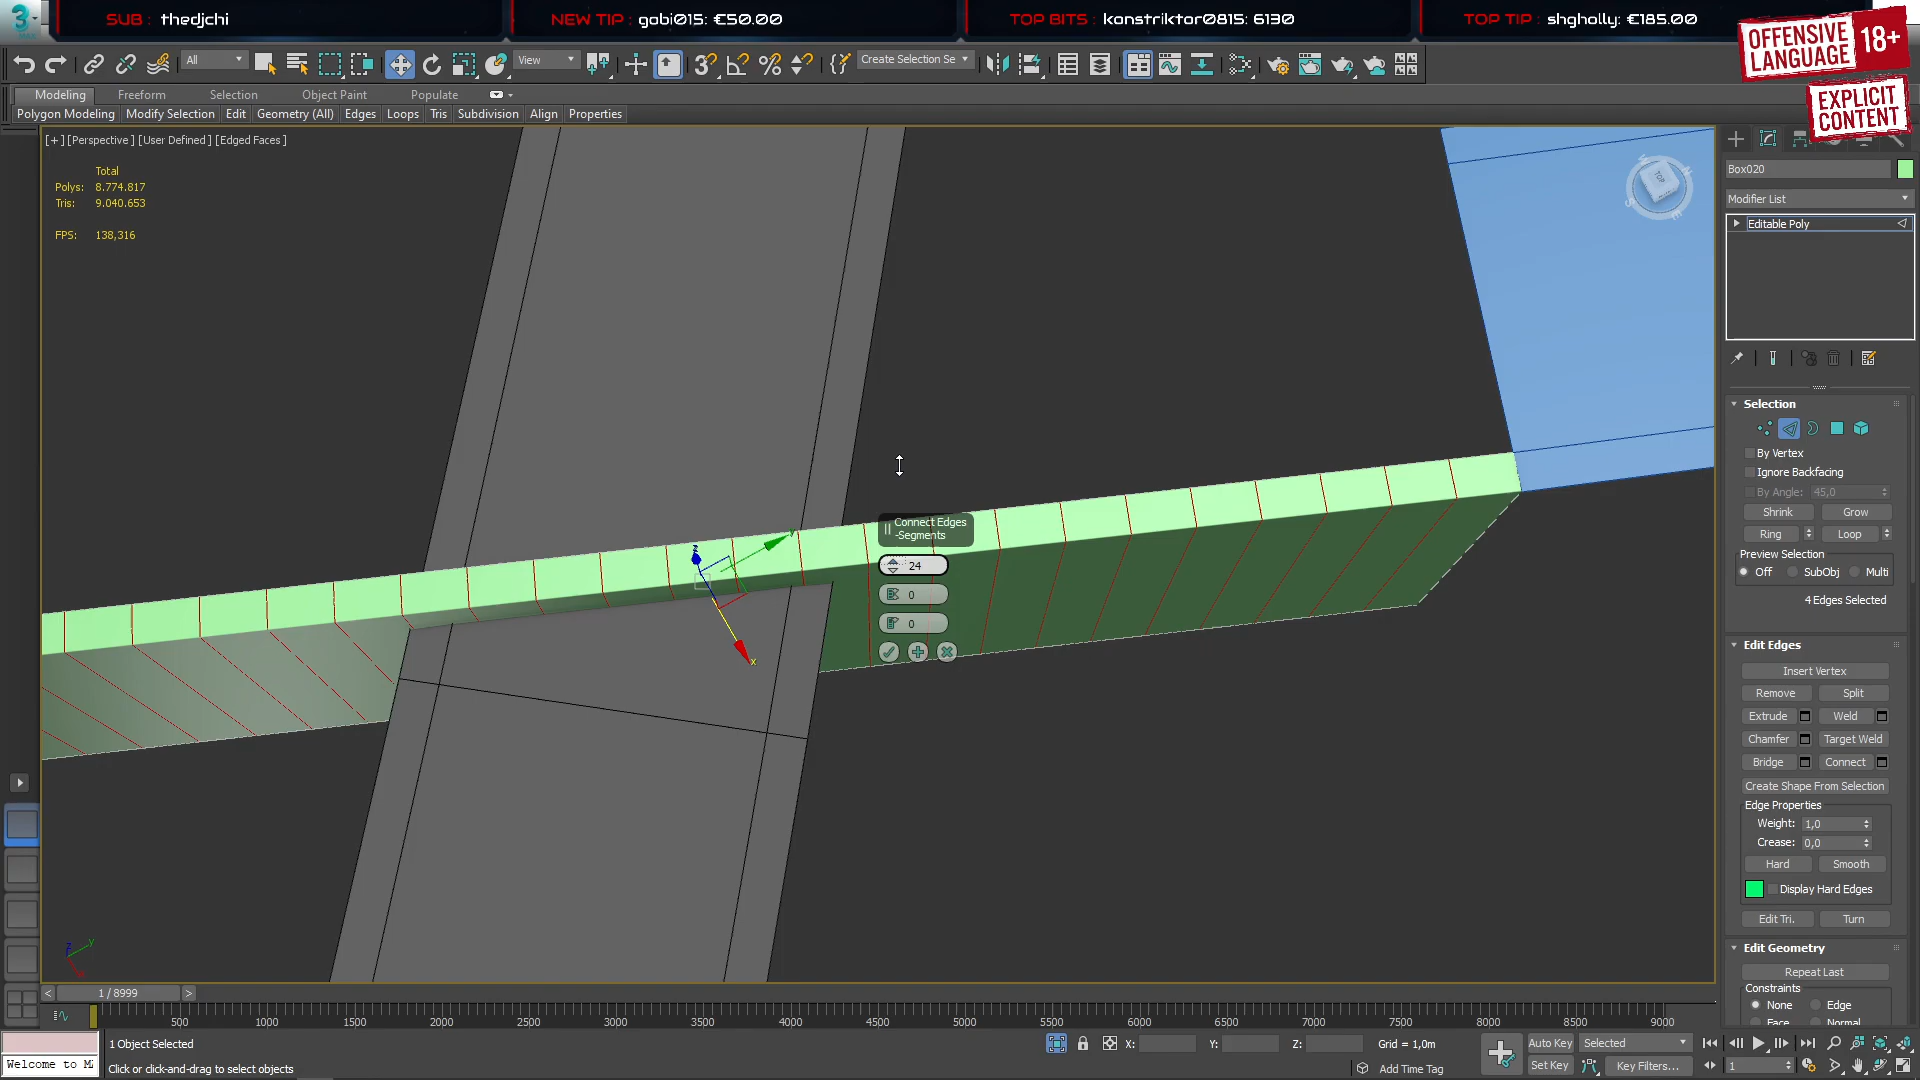 SUB : thedjchi
NEW TIP : gabi015: €50.00
TOP BITS : konstriktor0815: 6130
TOP TIP : shgholly: €185.00
OFFENSIVE LANGUAGE 18+
EXPLICIT CONTENT
All
View
Create Selection Se
Modeling
Freeform
Selection
Object Paint
Populate
Polygon Modeling
Modify Selection
Edit
Geometry (All)
Edges
Loops
Tris
Subdivision
Align
Properties
[+] [Perspective] [User Defined] [Edged Faces]
Total
Polys: 8.774.817
Tris: 9.040.653
FPS: 138,316
TOP
Connect Edges
-Segments
24
0
0
z
y
x
Box020
Modifier List
Editable Poly
Selection
By Vertex
Ignore Backfacing
By Angle: 45,0
Shrink
Grow
Ring
Loop
Preview Selection
Off
SubObj
Multi
4 Edges Selected
Edit Edges
Insert Vertex
Remove
Split
Extrude
Weld
Chamfer
Target Weld
Bridge
Connect
Create Shape From Selection
Edge Properties
Weight: 1,0
Crease: 0,0
Hard
Smooth
Display Hard Edges
Edit Tri.
Turn
Edit Geometry
Repeat Last
Constraints
None
Edge
Face
Normal
< 1 / 8999 >
500 1000 1500 2000 2500 3000 3500 4000 4500 5000 5500 6000 6500 7000 7500 8000 8500 9000
1 Object Selected
Click or click-and-drag to select objects
Welcome to M
X:
Y:
Z:
Grid = 1,0m
Add Time Tag
Auto Key
Selected
Set Key
Key Filters...
1